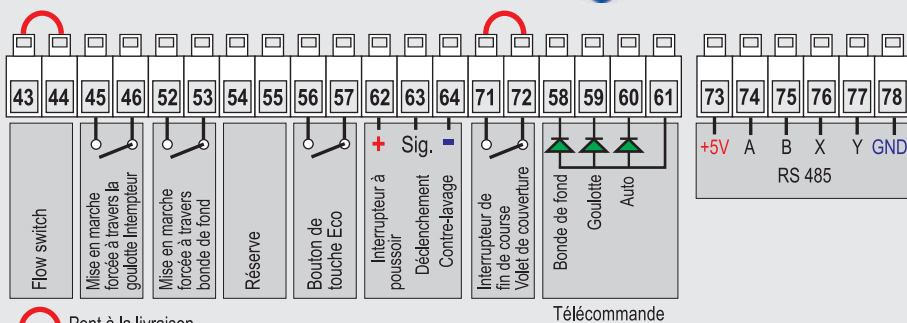 43 44 45 46 52 53 54 55 56 57 62 63 64 71 72 58 59 60 61 73 74 75 76 77 78
+ Sig. -
+5V A B X Y GND
RS 485
Flow switch
Mise en marche
forcée à travers la
goulotte Intempteur
Mise en marche
forcée à travers
bonde de fond
Réserve
Bouton de
touche Eco
Interrupteur à
poussoir
Déclenchement
Contre-lavage
Interrupteur de
fin de course
Volet de couverture
Bonde de fond
Goulotte
Auto
Télécommande
Pont à la livraison